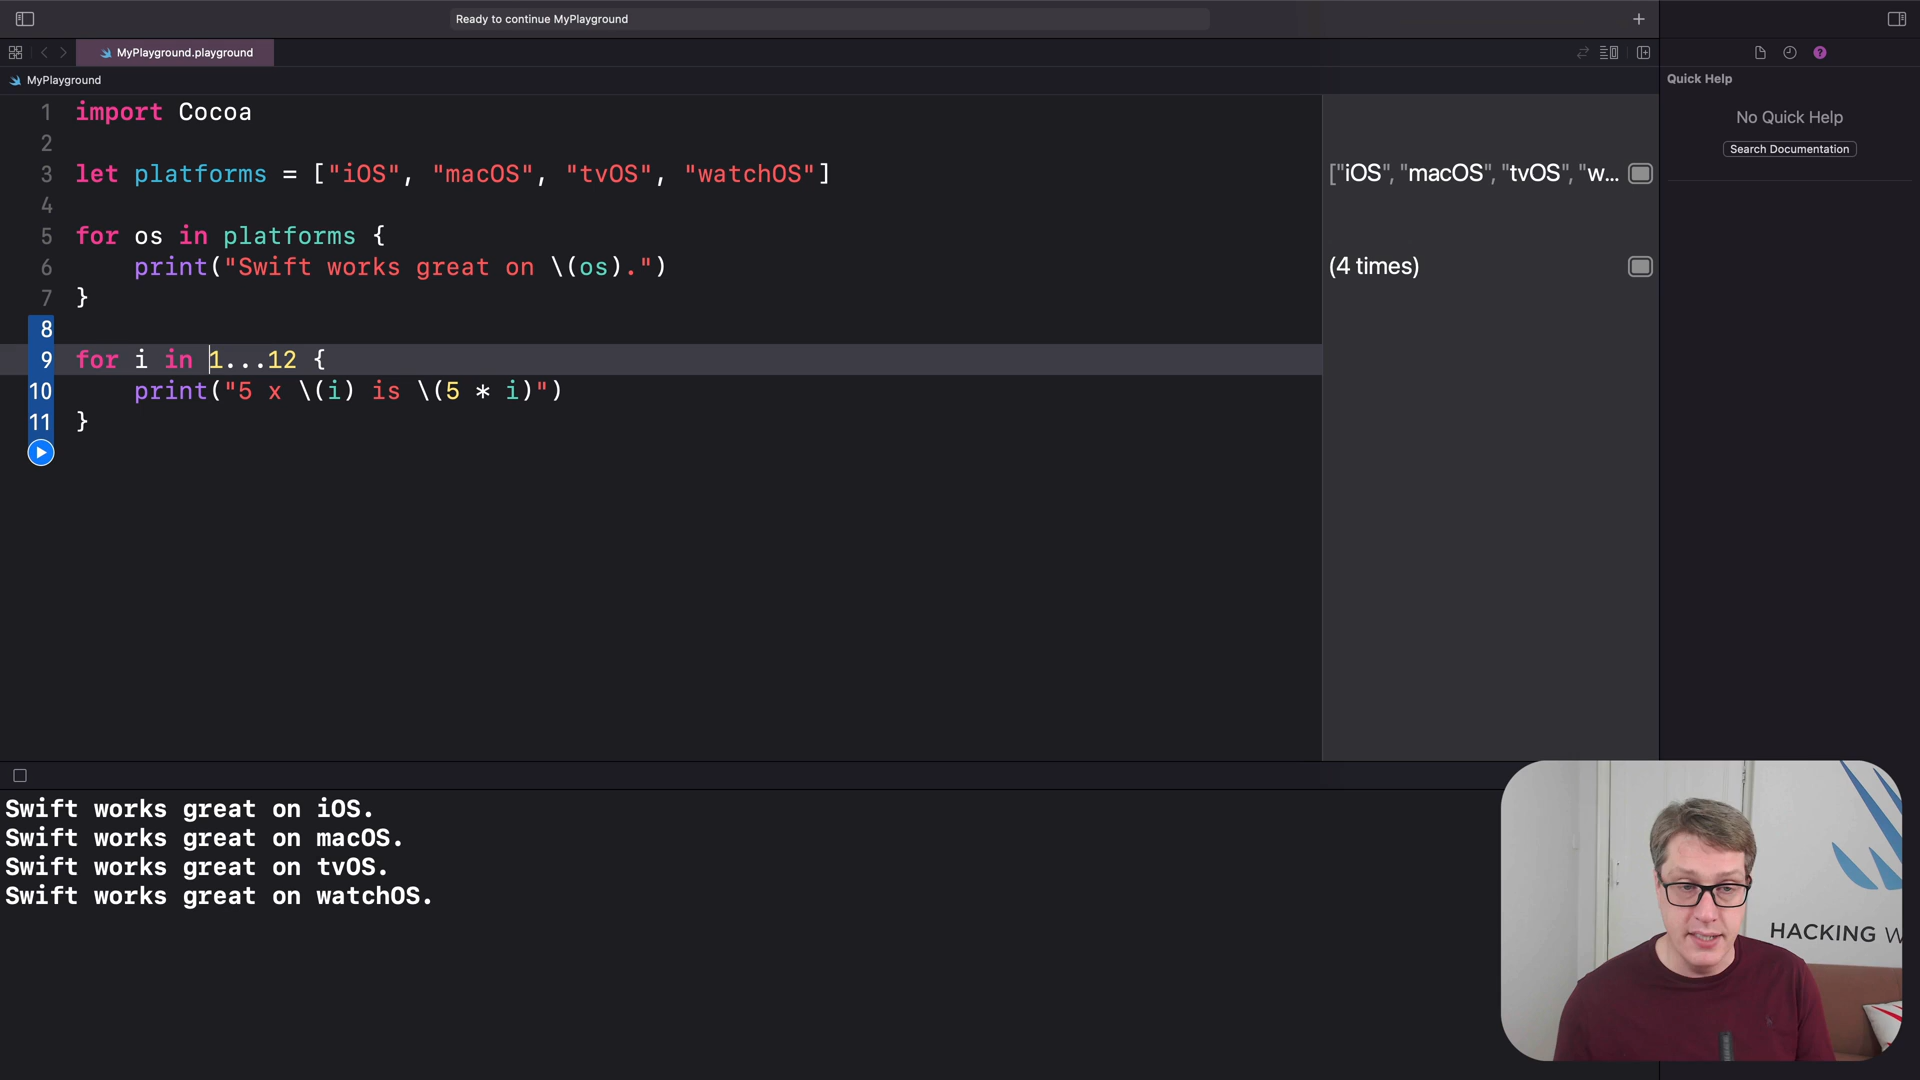 Ready to continue MyPlayground
MyPlayground.playground
MyPlayground
1 import Cocoa
2
3 let platforms = ["iOS", "macOS", "tvOS", "watchOS"]
4
5 for os in platforms {
6 print("Swift works great on \(os).")
7 }
8
9 for i in 1...12 {
10 print("5 x \(i) is \(5 * i)")
11 }
["iOS", "macOS", "tvOS", "w...
(4 times)
Quick Help
No Quick Help
Search Documentation
Swift works great on iOS.
Swift works great on macOS.
Swift works great on tvOS.
Swift works great on watchOS.
HACKING W